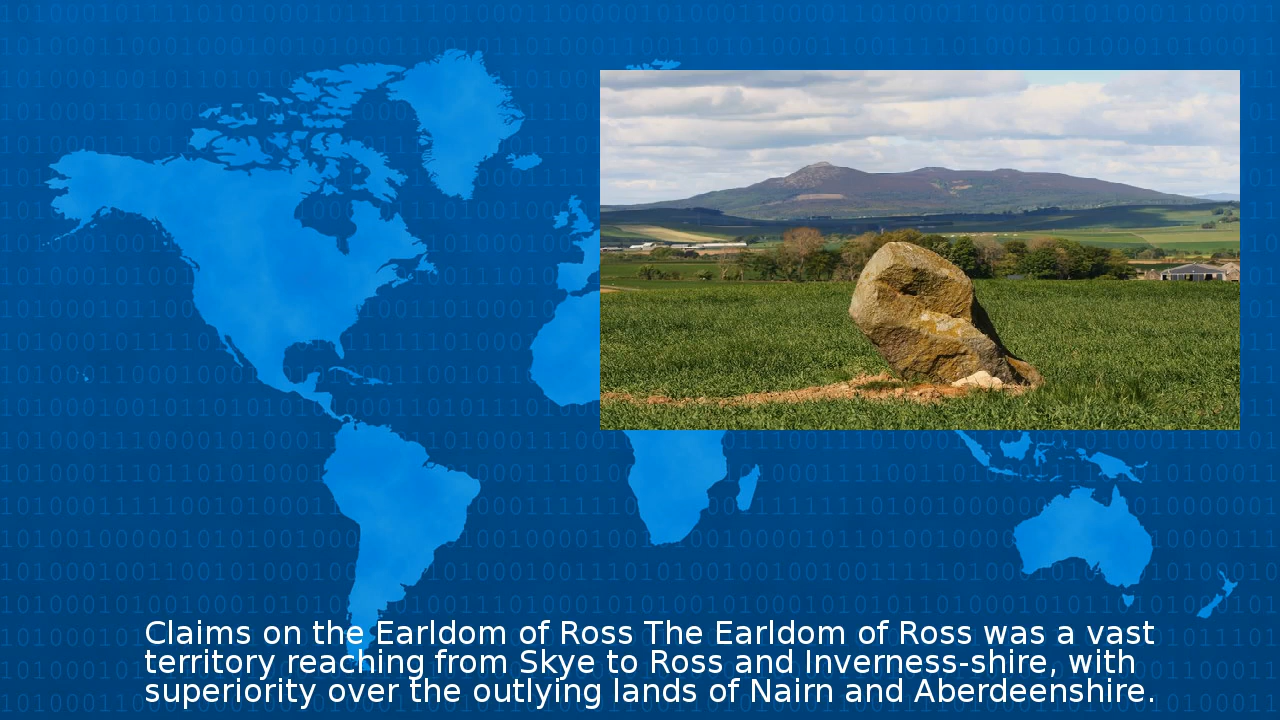 Claims on the Earldom of Ross The Earldom of Ross was a vast
territory reaching from Skye to Ross and Inverness-shire, with
superiority over the outlying lands of Nairn and Aberdeenshire.